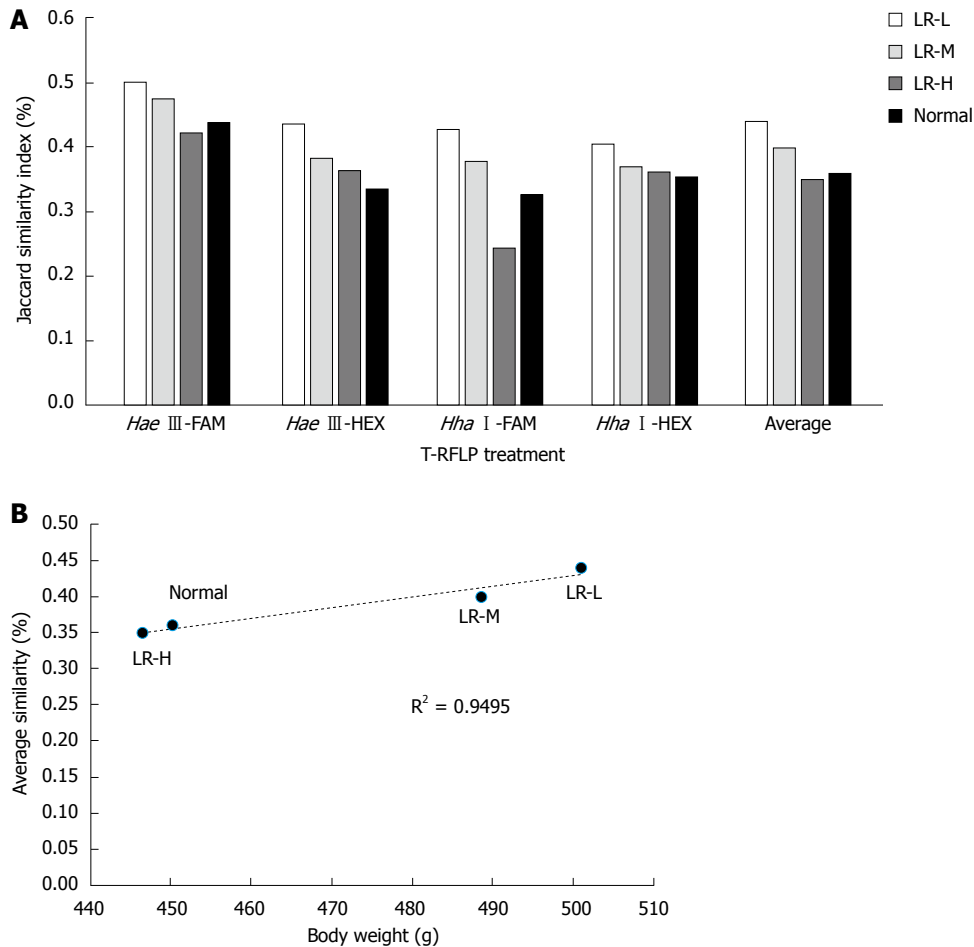 A
Jaccard similarity index (%)
0.6
0.5
0.4
0.3
0.2
0.1
0.0
LR-L
LR-M
LR-H
Normal
Hae Ⅲ-FAM
Hae Ⅲ-HEX
Hha Ⅰ-FAM
Hha Ⅰ-HEX
Average
T-RFLP treatment
B
Average similarity (%)
0.50
0.45
0.40
0.35
0.30
0.25
0.20
0.15
0.10
0.05
0.00
Normal
LR-H
LR-M
LR-L
R² = 0.9495
440 450 460 470 480 490 500 510
Body weight (g)